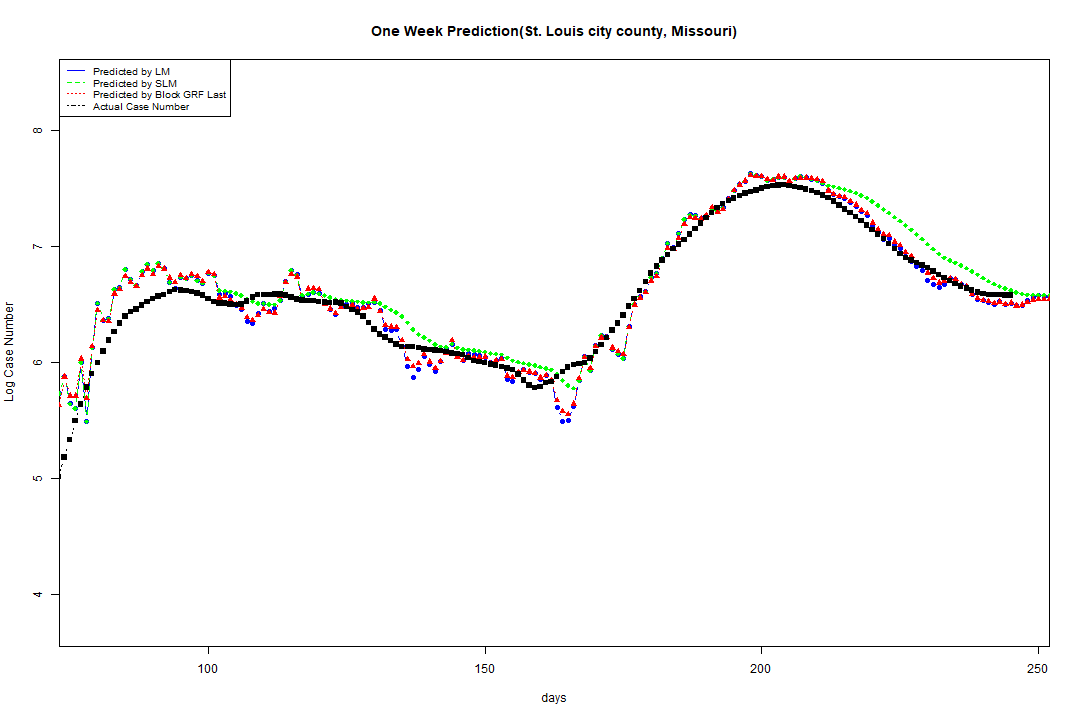 One Week Prediction(St. Louis city county, Missouri)
Predicted by LM
Predicted by SLM
Predicted by Block GRF Last
Actual Case Number
8
7
6
5
4
Log Case Number
100 150 200 250
days